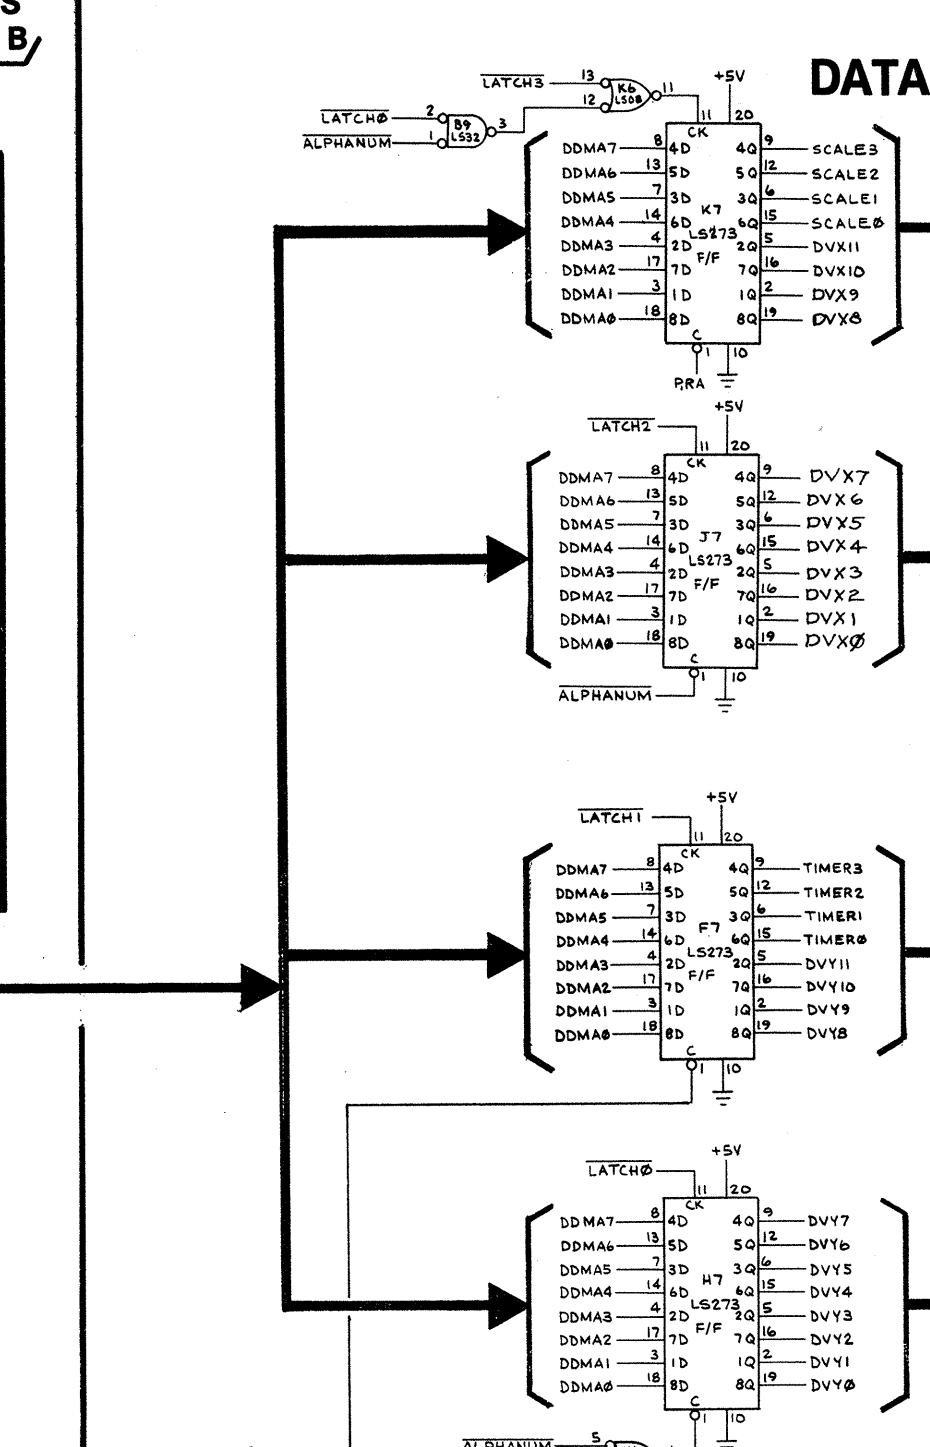 S
B/
DATA
LATCH3 13 K6 LS08 11 +5V
12
LATCH0 2 B9 LS32 3
ALPHANUM 1
11 20
CK
DDMA7 8 4D 4Q 9 SCALE3
DDMA6 13 5D 5Q 12 SCALE2
DDMA5 7 3D 3Q 6 SCALE1
DDMA4 14 6D 6Q 15 SCALE0
DDMA3 4 2D 2Q 5 DVX11
DDMA2 17 7D 7Q 16 DVX10
DDMA1 3 1D 1Q 2 DVX9
DDMA0 18 8D 8Q 19 DVX8
K7
LS273
F/F
C
1 10
PRA
+5V
LATCH2 11 20
CK
DDMA7 8 4D 4Q 9 DVX7
DDMA6 13 5D 5Q 12 DVX6
DDMA5 7 3D 3Q 6 DVX5
DDMA4 14 6D 6Q 15 DVX4
DDMA3 4 2D 2Q 5 DVX3
DDMA2 17 7D 7Q 16 DVX2
DDMA1 3 1D 1Q 2 DVX1
DDMA0 18 8D 8Q 19 DVX0
J7
LS273
F/F
C
1 10
ALPHANUM
+5V
LATCH1 11 20
CK
DDMA7 8 4D 4Q 9 TIMER3
DDMA6 13 5D 5Q 12 TIMER2
DDMA5 7 3D 3Q 6 TIMER1
DDMA4 14 6D 6Q 15 TIMER0
DDMA3 4 2D 2Q 5 DVY11
DDMA2 17 7D 7Q 16 DVY10
DDMA1 3 1D 1Q 2 DVY9
DDMA0 18 8D 8Q 19 DVY8
F7
LS273
F/F
C
1 10
+5V
LATCH0 11 20
CK
DDMA7 8 4D 4Q 9 DVY7
DDMA6 13 5D 5Q 12 DVY6
DDMA5 7 3D 3Q 6 DVY5
DDMA4 14 6D 6Q 15 DVY4
DDMA3 4 2D 2Q 5 DVY3
DDMA2 17 7D 7Q 16 DVY2
DDMA1 3 1D 1Q 2 DVY1
DDMA0 18 8D 8Q 19 DVY0
H7
LS273
F/F
C
1 10
ALPHANUM 5